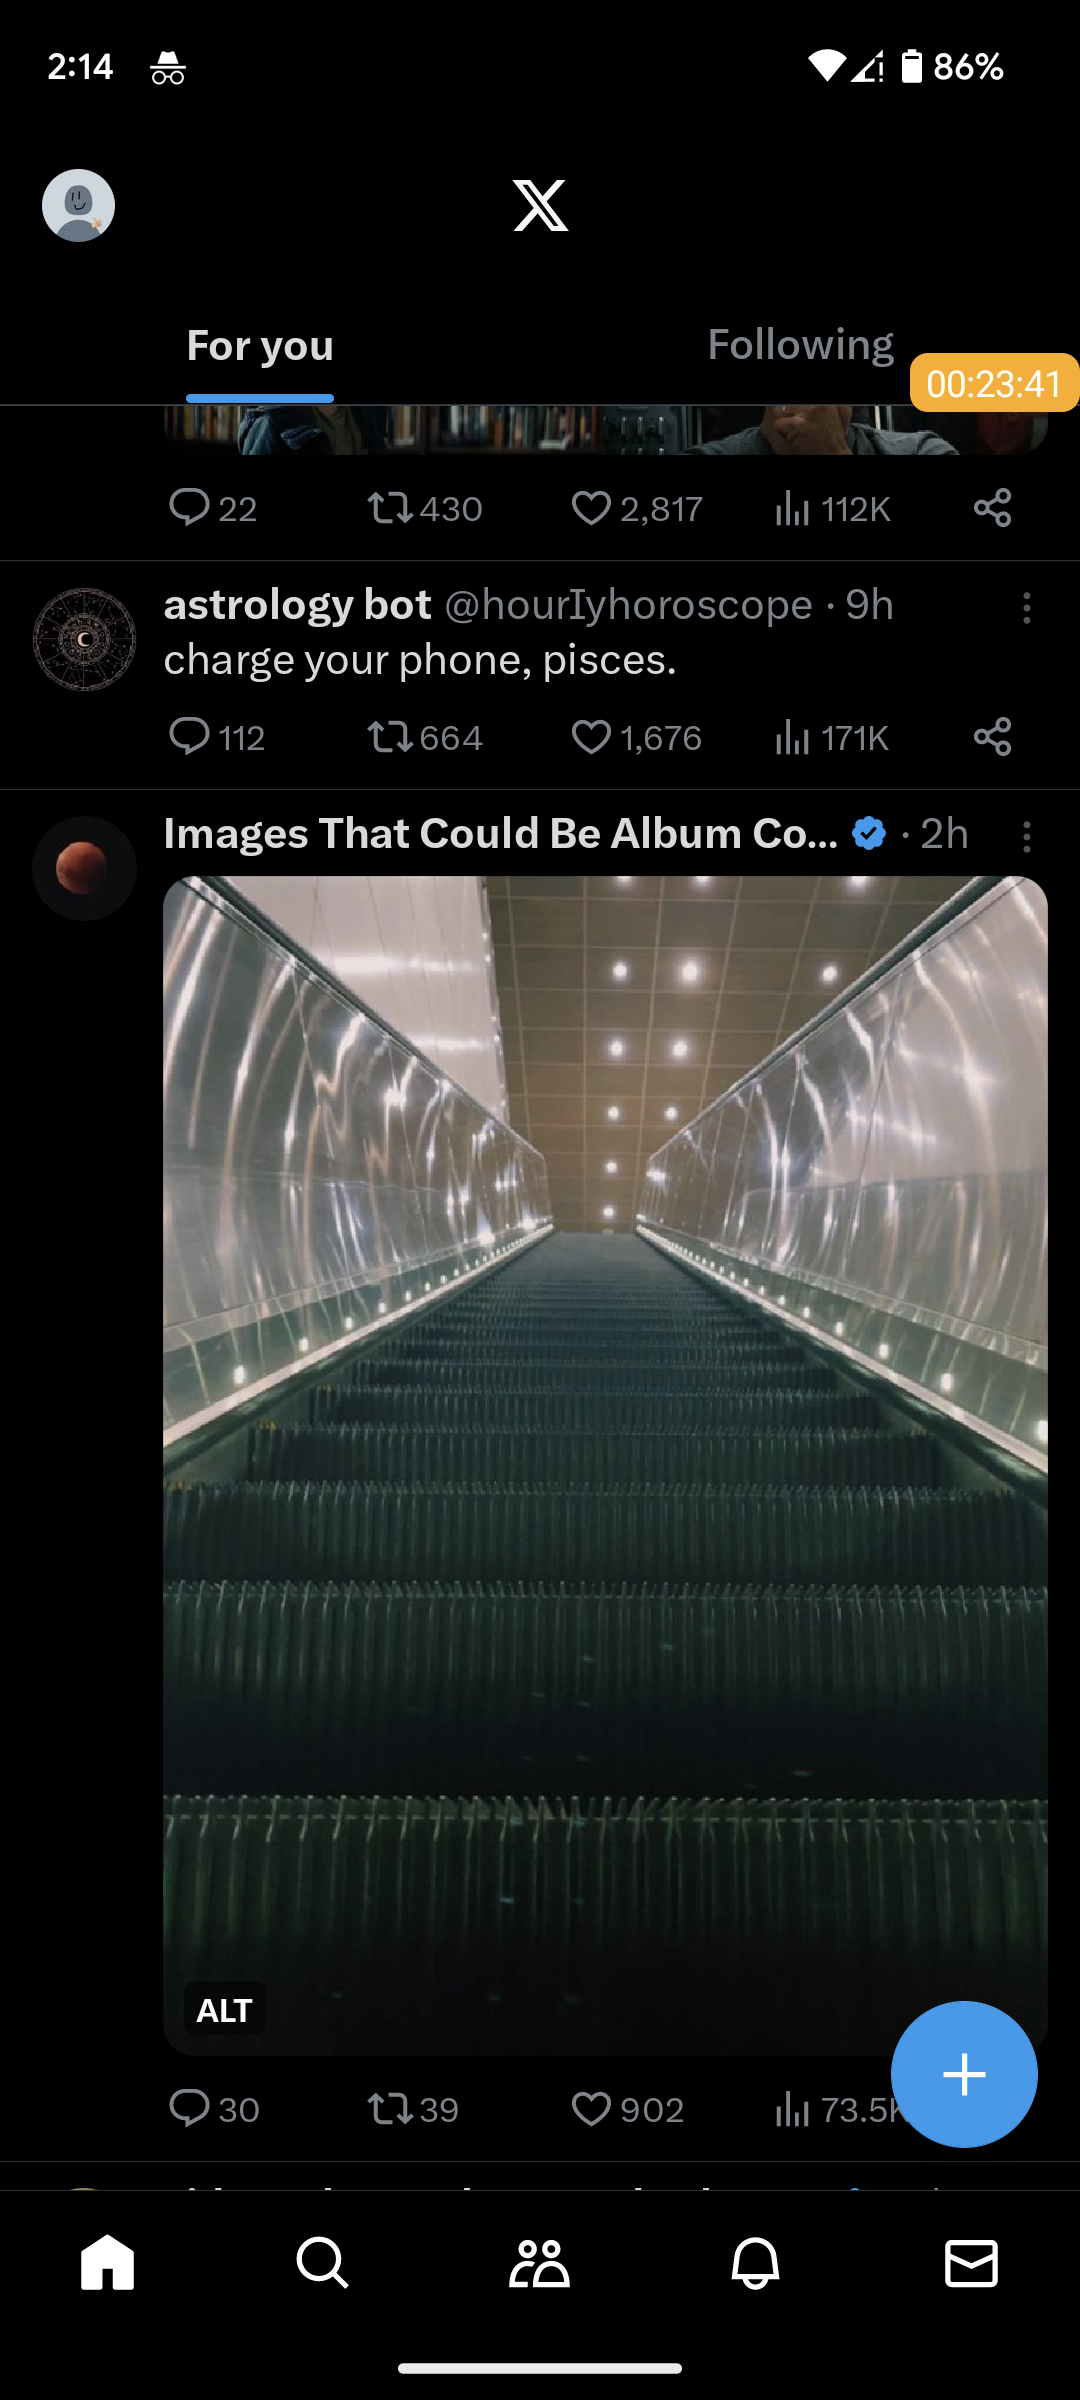 2:14
86%
For you
Following
00:23:41
22
430
2,817
112K
astrology bot @hourIyhoroscope · 9h
charge your phone, pisces.
112
664
1,676
171K
Images That Could Be Album Co... · 2h
ALT
30
39
902
73.5K